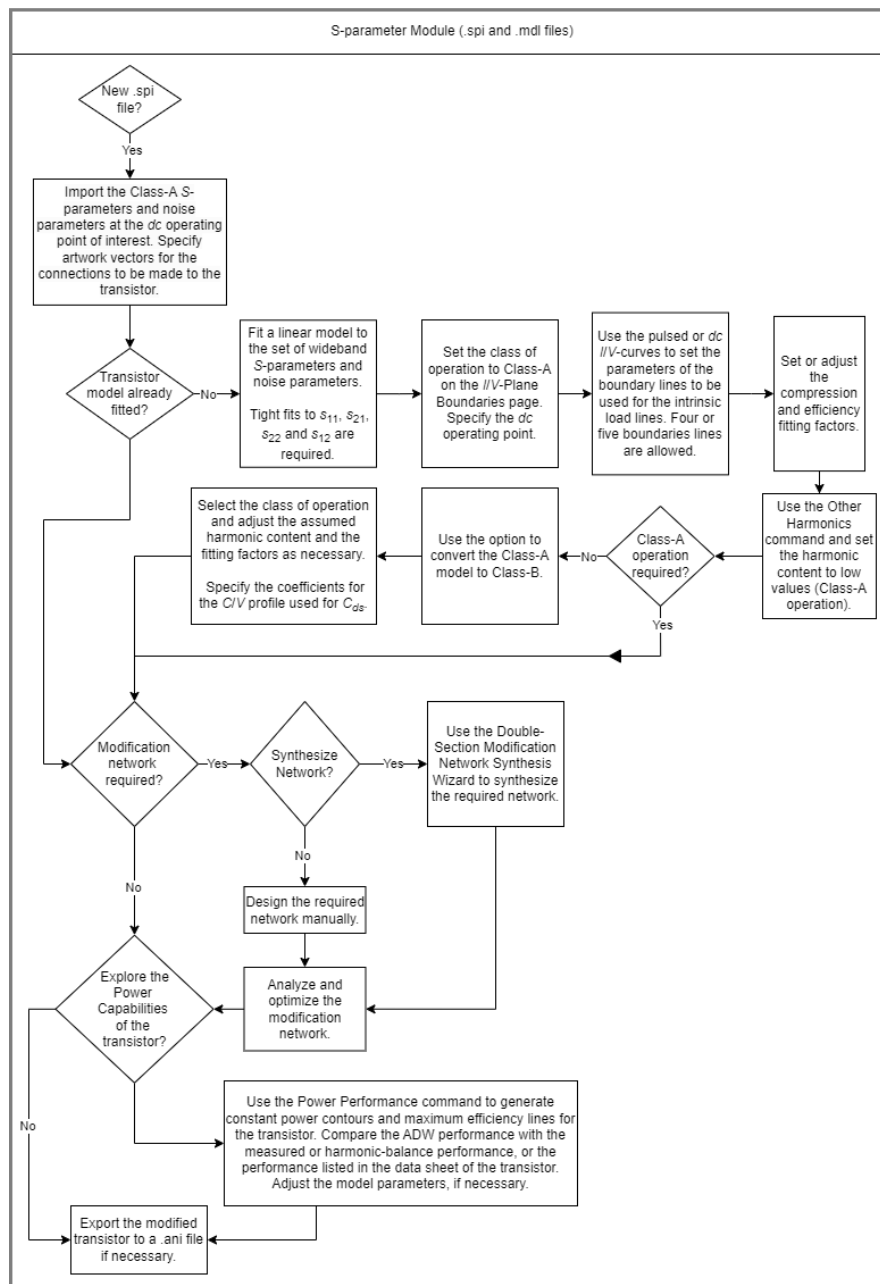 S-parameter Module (.spi and .mdl files)
New .spi
file?
Yes
Import the Class-A S-
parameters and noise
parameters at the dc operating
point of interest. Specify
artwork vectors for the
connections to be made to the
transistor.
Transistor
model already
fitted?
No
Fit a linear model to
the set of wideband
S-parameters and
noise parameters.
Tight fits to s11, s21,
s22 and s12 are
required.
Set the class of
operation to Class-A
on the I/V-Plane
Boundaries page.
Specify the dc
operating point.
Use the pulsed or dc
I/V-curves to set the
parameters of the
boundary lines to be
used for the intrinsic
load lines. Four or
five boundaries lines
are allowed.
Set or adjust
the
compression
and efficiency
fitting factors.
Use the Other
Harmonics
command and set
the harmonic
content to low
values (Class-A
operation).
Class-A
operation
required?
No
Use the option to
convert the Class-A
model to Class-B.
Select the class of operation
and adjust the assumed
harmonic content and the
fitting factors as necessary.
Specify the coefficients for
the C/V profile used for Cds.
Yes
Modification
network
required?
Yes
Synthesize
Network?
Yes
Use the Double-
Section Modification
Network Synthesis
Wizard to synthesize
the required network.
No
No
Design the required
network manually.
Analyze and
optimize the
modification
network.
Explore the
Power
Capabilities
of the
transistor?
No
Use the Power Performance command to generate
constant power contours and maximum efficiency lines for
the transistor. Compare the ADW performance with the
measured or harmonic-balance performance, or the
performance listed in the data sheet of the transistor.
Adjust the model parameters, if necessary.
Export the modified
transistor to a .ani file
if necessary.